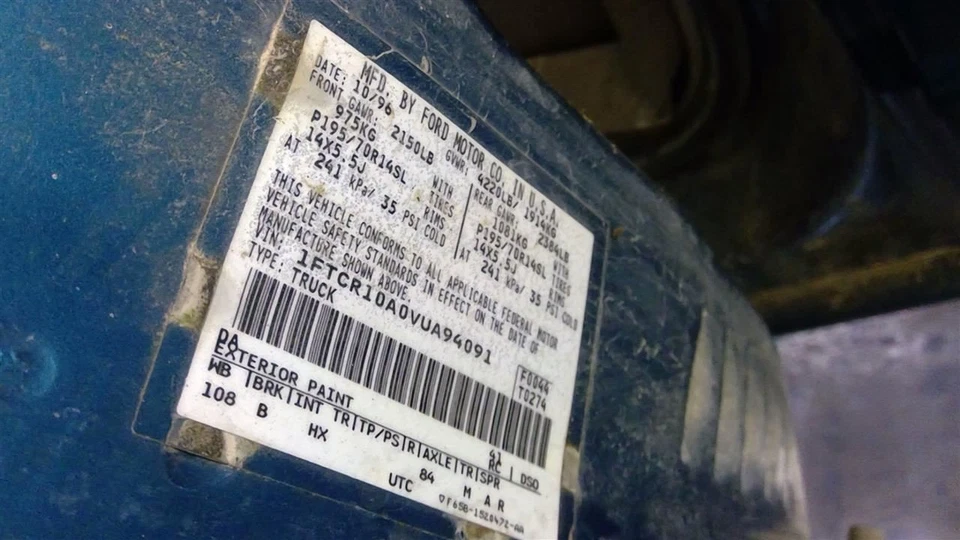 MFD. BY FORD MOTOR CO. IN U.S.A.
DATE: 10/96 GVWR: 4220LB/ 1914KG
FRONT GAWR: 2150LB REAR GAWR: 2384LB
975KG WITH 1081KG WITH
P195/70R14SL TIRES P195/70R14SL TIRES
14X5.5J RIMS 14X5.5J RIMS
AT 241 kPa/ 35 PSI COLD AT 241 kPa/ 35 PSI COLD
THIS VEHICLE CONFORMS TO ALL APPLICABLE FEDERAL MOTOR
VEHICLE SAFETY STANDARDS IN EFFECT ON THE DATE OF
MANUFACTURE SHOWN ABOVE.
VIN: 1FTCR10A0VUA94091
TYPE: TRUCK
F0044
T0274
DA
EXTERIOR PAINT 41 RC DSO
WB BRK INT TR TP/PS R AXLE TR SPR
108 B HX 84 M A R
UTC ▽F65B-1520472-AA